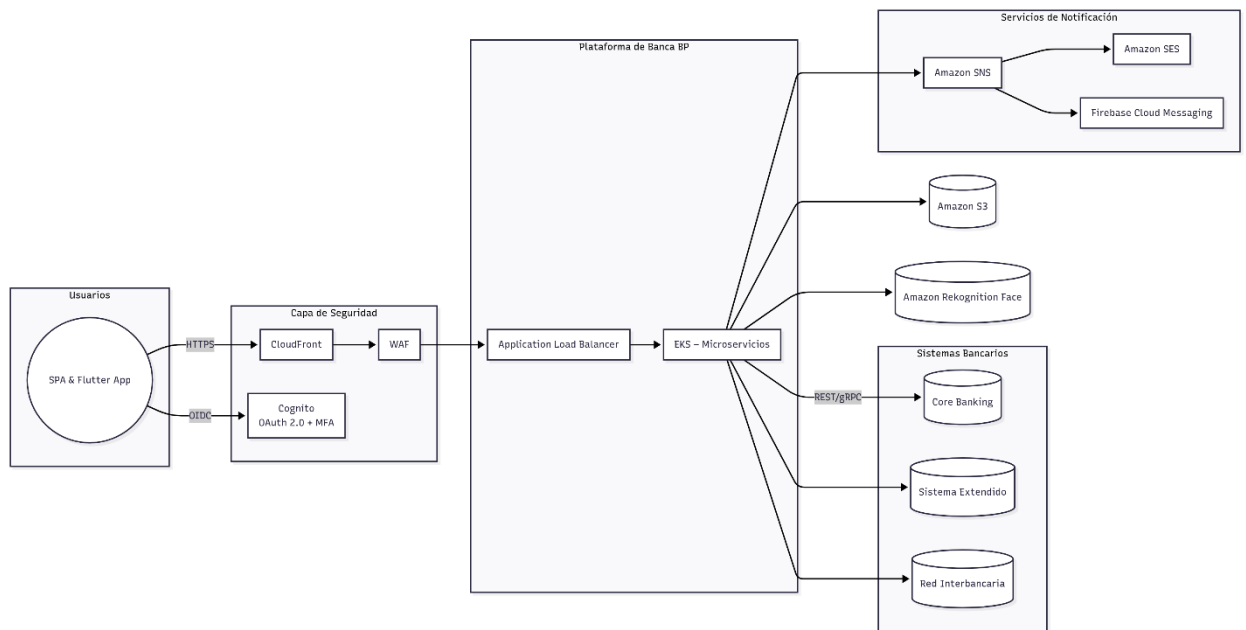 Usuarios
SPA & Flutter App
HTTPS
OIDC
Capa de Seguridad
CloudFront
WAF
Cognito
OAuth 2.0 + MFA
Plataforma de Banca BP
Application Load Balancer
EKS – Microservicios
Servicios de Notificación
Amazon SNS
Amazon SES
Firebase Cloud Messaging
Amazon S3
Amazon Rekognition Face
Sistemas Bancarios
REST/gRPC
Core Banking
Sistema Extendido
Red Interbancaria